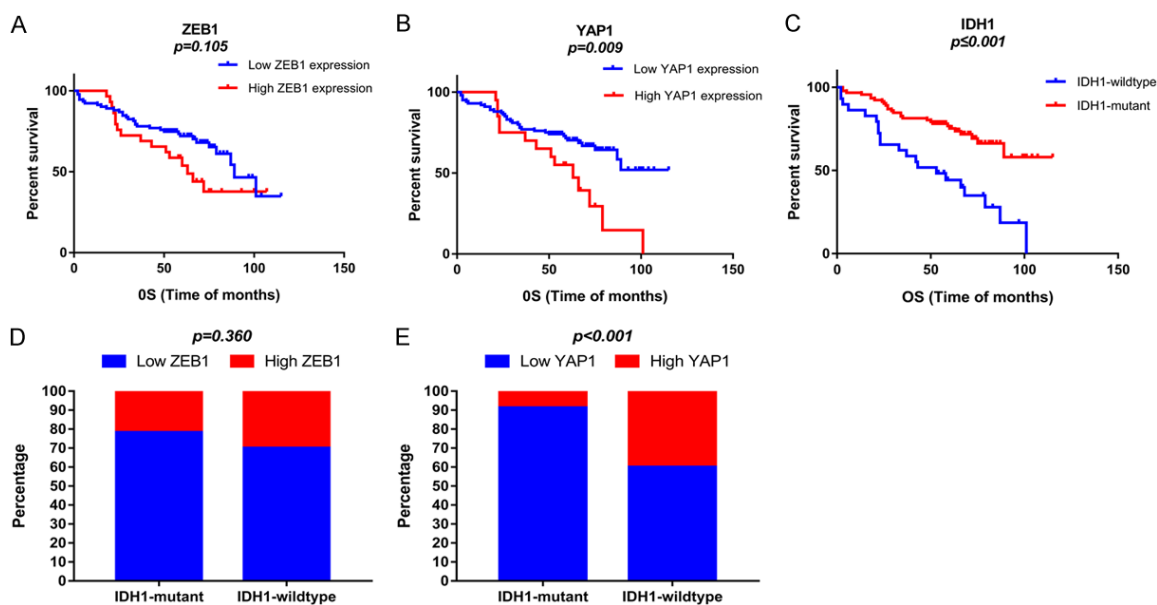 A
ZEB1
p=0.105
Low ZEB1 expression
High ZEB1 expression
Percent survival
100
50
0
0 50 100 150
0S (Time of months)
B
YAP1
p=0.009
Low YAP1 expression
High YAP1 expression
Percent survival
100
50
0
0 50 100 150
0S (Time of months)
C
IDH1
p≤0.001
IDH1-wildtype
IDH1-mutant
Percent survival
100
50
0
0 50 100 150
OS (Time of months)
D
p=0.360
Low ZEB1 High ZEB1
Percentage
100
90
80
70
60
50
40
30
20
10
0
IDH1-mutant IDH1-wildtype
E
p<0.001
Low YAP1 High YAP1
Percentage
100
90
80
70
60
50
40
30
20
10
0
IDH1-mutant IDH1-wildtype